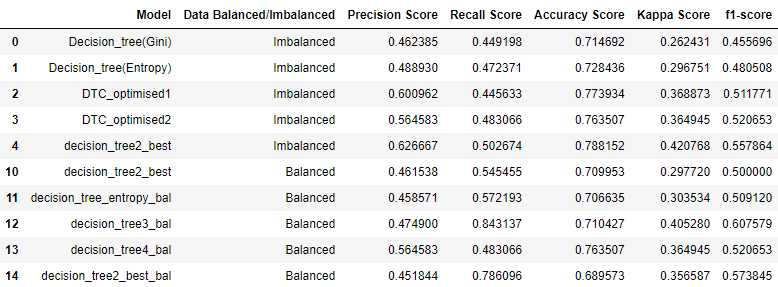 Model Data Balanced/Imbalanced Precision Score Recall Score Accuracy Score Kappa Score f1-score
0 Decision_tree(Gini) Imbalanced 0.462385 0.449198 0.714692 0.262431 0.455696
1 Decision_tree(Entropy) Imbalanced 0.488930 0.472371 0.728436 0.296751 0.480508
2 DTC_optimised1 Imbalanced 0.600962 0.445633 0.773934 0.368873 0.511771
3 DTC_optimised2 Imbalanced 0.564583 0.483066 0.763507 0.364945 0.520653
4 decision_tree2_best Imbalanced 0.626667 0.502674 0.788152 0.420768 0.557864
10 decision_tree2_best Balanced 0.461538 0.545455 0.709953 0.297720 0.500000
11 decision_tree_entropy_bal Balanced 0.458571 0.572193 0.706635 0.303534 0.509120
12 decision_tree3_bal Balanced 0.474900 0.843137 0.710427 0.405280 0.607579
13 decision_tree4_bal Balanced 0.564583 0.483066 0.763507 0.364945 0.520653
14 decision_tree2_best_bal Balanced 0.451844 0.786096 0.689573 0.356587 0.573845